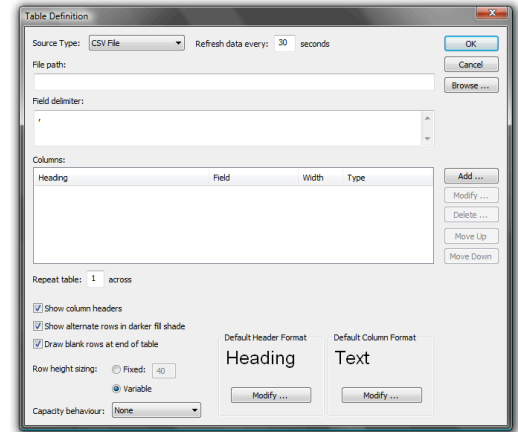 Table Definition
Source Type: CSV File Refresh data every: 30 seconds OK
File path: Cancel
Browse ...
Field delimiter:
,
Columns:
Heading Field Width Type Add ...
Modify ...
Delete ...
Move Up
Move Down
Repeat table: 1 across
Show column headers
Show alternate rows in darker fill shade
Draw blank rows at end of table
Default Header Format Default Column Format
Heading Text
Row height sizing: Fixed: 40
Variable
Modify ... Modify ...
Capacity behaviour: None